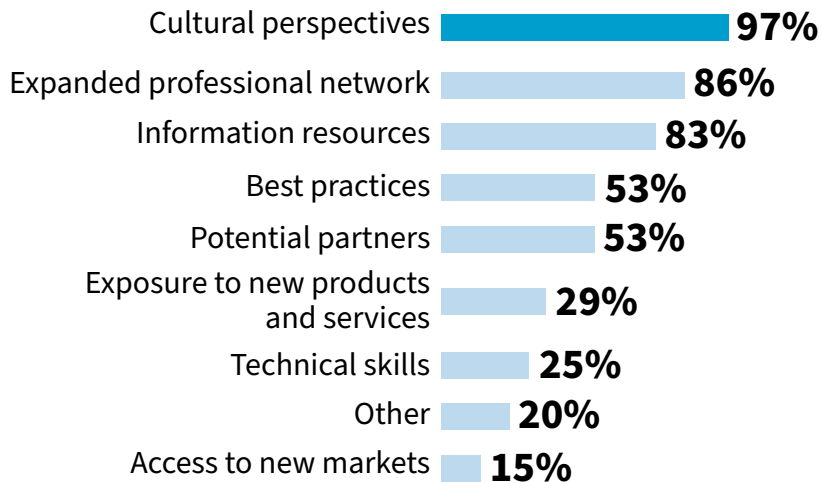 Cultural perspectives 97%
Expanded professional network 86%
Information resources 83%
Best practices 53%
Potential partners 53%
Exposure to new products
and services 29%
Technical skills 25%
Other 20%
Access to new markets 15%